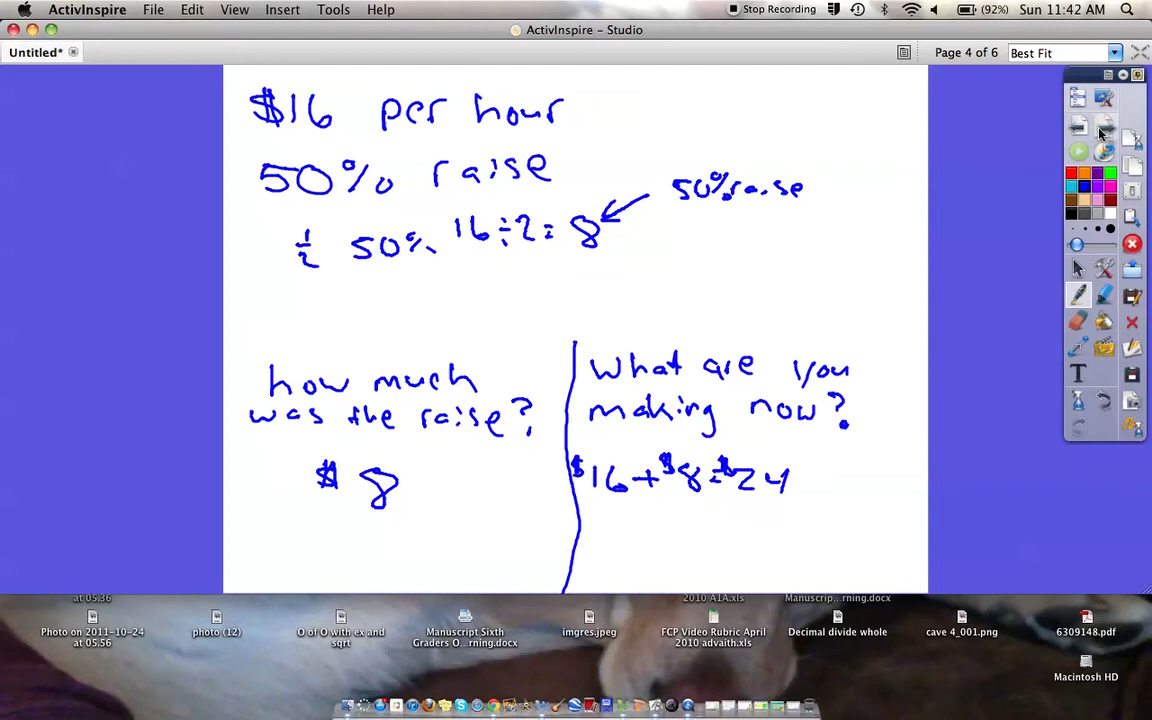 ActivInspire File Edit View Insert Tools Help Stop Recording (92%) Sun 11:42 AM
ActivInspire - Studio
Untitled* Page 4 of 6 Best Fit
$16 per hour
50% raise
50% raise
1/2 50% 16÷2=8
how much
was the raise?
$8
What are you
making now?
$16+$8=$24
T
at 05.36 2010 A1A.xls Manuscrip...rning.docx
Photo on 2011-10-24
at 05.56
photo (12)
O of O with ex and
sqrt
Manuscript Sixth
Graders O...rning.docx
imgres.jpeg
FCP Video Rubric April
2010 advaith.xls
Decimal divide whole
cave 4_001.png
6309148.pdf
Macintosh HD